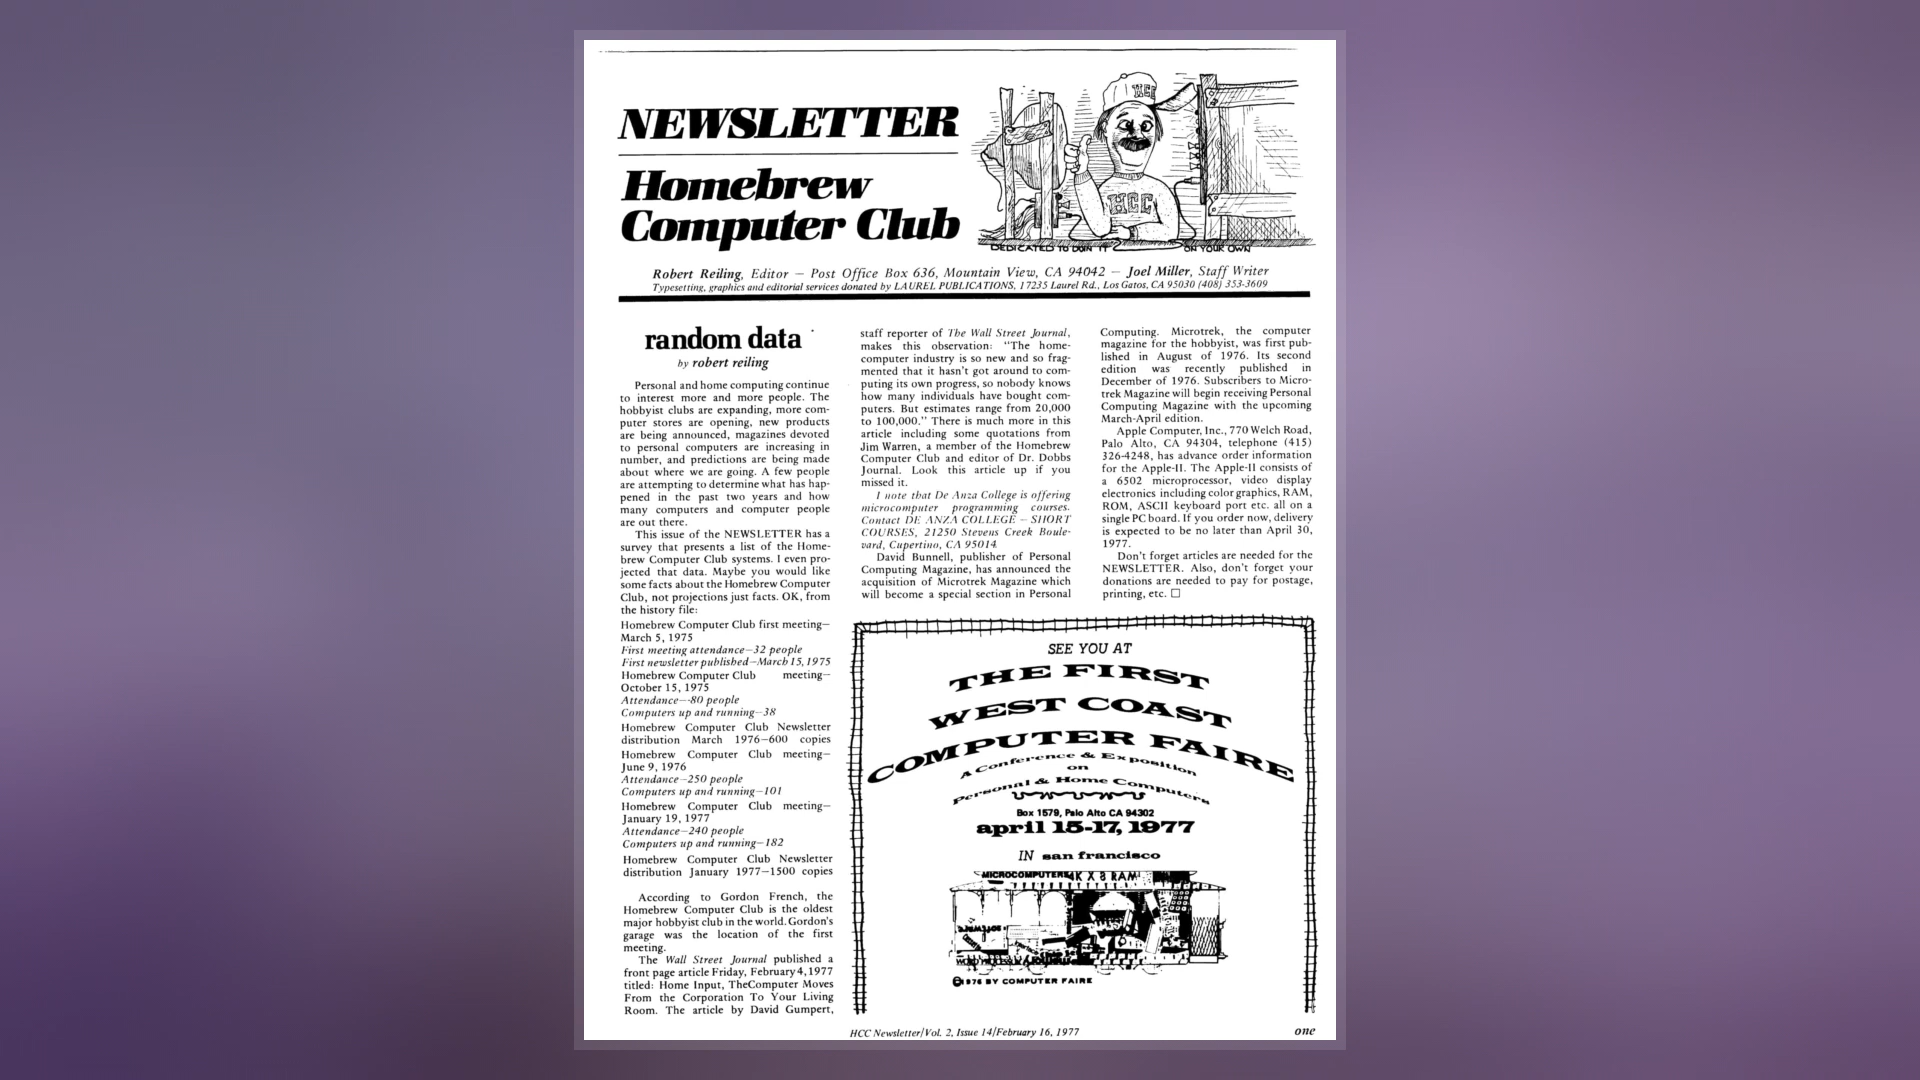 NEWSLETTER
Homebrew
Computer Club
HCC
HCC
DEDICATED TO DOIN IT
ON YOUR OWN
Robert Reiling, Editor — Post Office Box 636, Mountain View, CA 94042 — Joel Miller, Staff Writer
Typesetting, graphics and editorial services donated by LAUREL PUBLICATIONS, 17235 Laurel Rd., Los Gatos, CA 95030 (408) 353-3609
random data
by robert reiling
Personal and home computing continue
to interest more and more people. The
hobbyist clubs are expanding, more com-
puter stores are opening, new products
are being announced, magazines devoted
to personal computers are increasing in
number, and predictions are being made
about where we are going. A few people
are attempting to determine what has hap-
pened in the past two years and how
many computers and computer people
are out there.
This issue of the NEWSLETTER has a
survey that presents a list of the Home-
brew Computer Club systems. I even pro-
jected that data. Maybe you would like
some facts about the Homebrew Computer
Club, not projections just facts. OK, from
the history file:
Homebrew Computer Club first meeting—
March 5, 1975
First meeting attendance—32 people
First newsletter published—March 15, 1975
Homebrew Computer Club meeting—
October 15, 1975
Attendance—80 people
Computers up and running—38
Homebrew Computer Club Newsletter
distribution March 1976—600 copies
Homebrew Computer Club meeting—
June 9, 1976
Attendance—250 people
Computers up and running—101
Homebrew Computer Club meeting—
January 19, 1977
Attendance—240 people
Computers up and running—182
Homebrew Computer Club Newsletter
distribution January 1977—1500 copies
According to Gordon French, the
Homebrew Computer Club is the oldest
major hobbyist club in the world. Gordon's
garage was the location of the first
meeting.
The Wall Street Journal published a
front page article Friday, February 4, 1977
titled: Home Input, TheComputer Moves
From the Corporation To Your Living
Room. The article by David Gumpert,
staff reporter of The Wall Street Journal,
makes this observation: "The home-
computer industry is so new and so frag-
mented that it hasn't got around to com-
puting its own progress, so nobody knows
how many individuals have bought com-
puters. But estimates range from 20,000
to 100,000." There is much more in this
article including some quotations from
Jim Warren, a member of the Homebrew
Computer Club and editor of Dr. Dobbs
Journal. Look this article up if you
missed it.
I note that De Anza College is offering
microcomputer programming courses.
Contact DE ANZA COLLEGE — SHORT
COURSES, 21250 Stevens Creek Boule-
vard, Cupertino, CA 95014.
David Bunnell, publisher of Personal
Computing Magazine, has announced the
acquisition of Microtrek Magazine which
will become a special section in Personal
Computing. Microtrek, the computer
magazine for the hobbyist, was first pub-
lished in August of 1976. Its second
edition was recently published in
December of 1976. Subscribers to Micro-
trek Magazine will begin receiving Personal
Computing Magazine with the upcoming
March-April edition.
Apple Computer, Inc., 770 Welch Road,
Palo Alto, CA 94304, telephone (415)
326-4248, has advance order information
for the Apple-II. The Apple-II consists of
a 6502 microprocessor, video display
electronics including color graphics, RAM,
ROM, ASCII keyboard port etc. all on a
single PC board. If you order now, delivery
is expected to be no later than April 30,
1977.
Don't forget articles are needed for the
NEWSLETTER. Also, don't forget your
donations are needed to pay for postage,
printing, etc. □
SEE YOU AT
THE FIRST
WEST COAST
COMPUTER FAIRE
A Conference & Exposition
on
Personal & Home Computers
Box 1579, Palo Alto CA 94302
april 15-17, 1977
IN san francisco
MICROCOMPUTERS 4K X 8 RAM
©1976 BY COMPUTER FAIRE
HCC Newsletter/Vol. 2, Issue 14/February 16, 1977
one